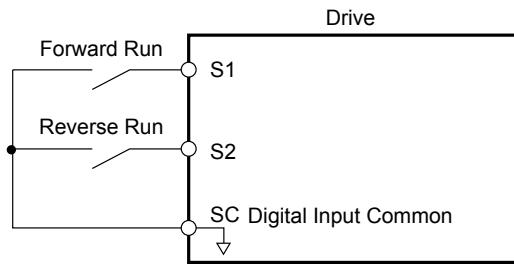 Drive
Forward Run
S1
Reverse Run
S2
SC Digital Input Common